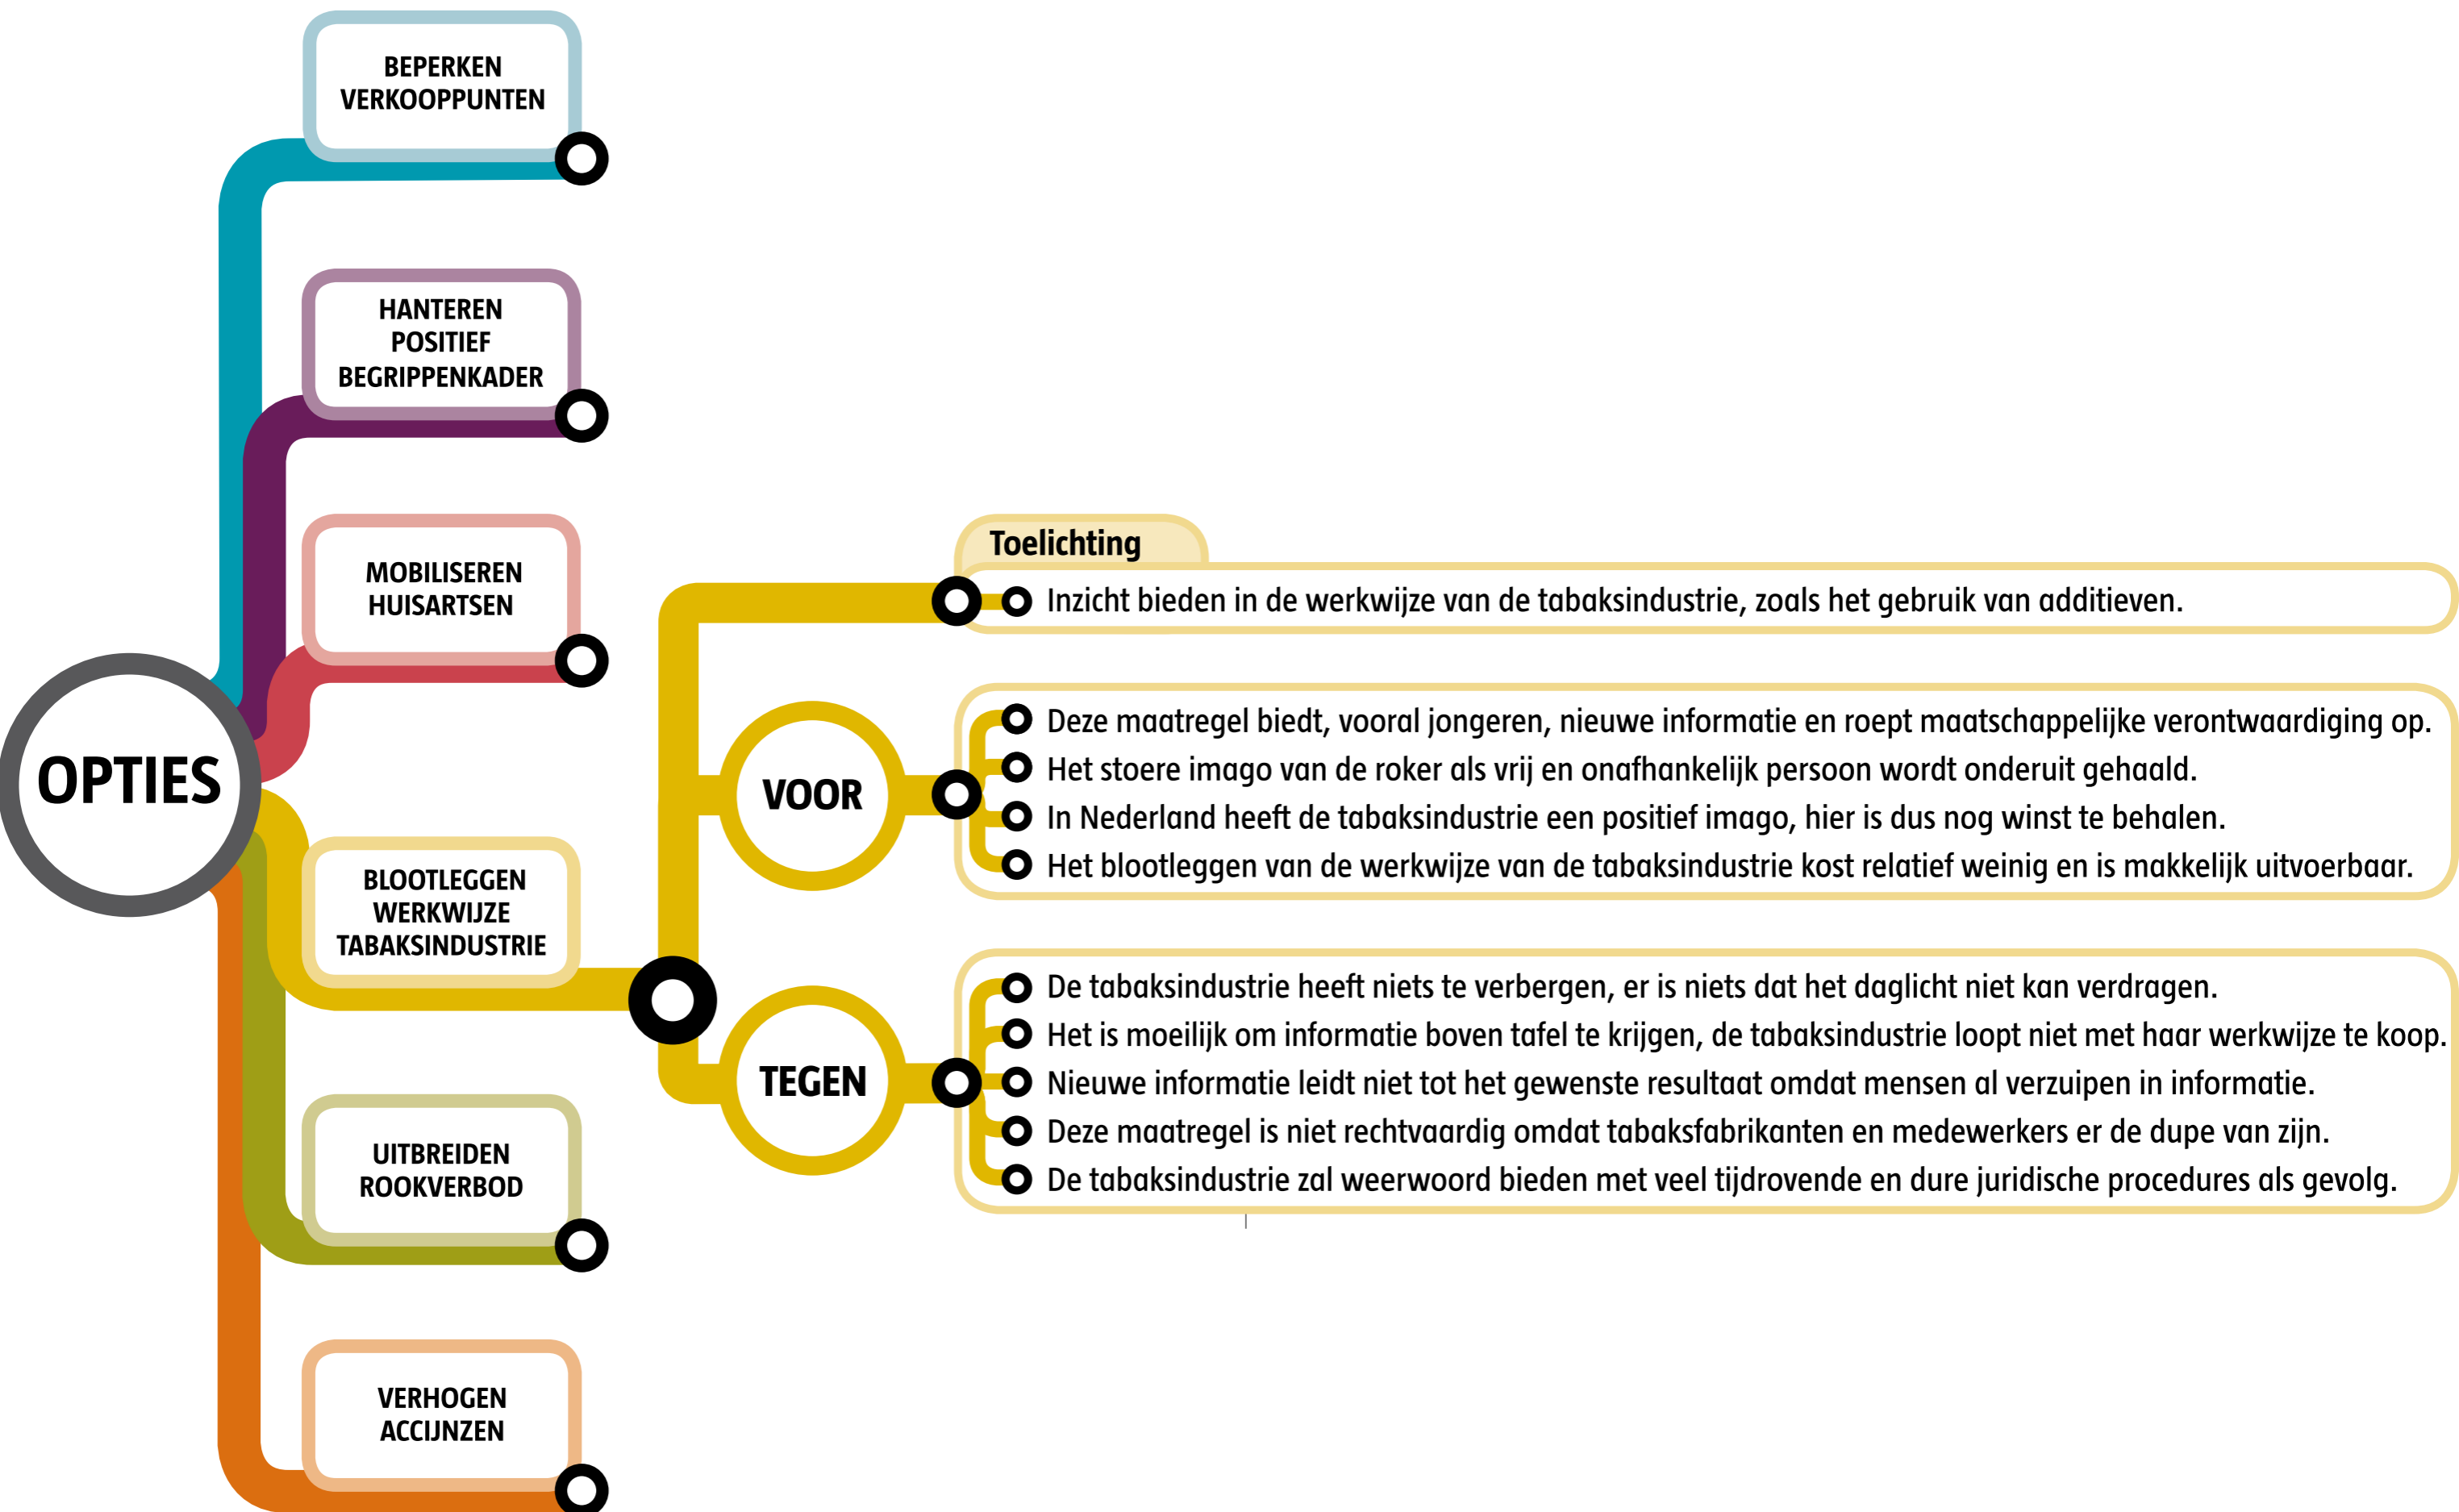 BEPERKEN
VERKOOPPUNTEN
HANTEREN
POSITIEF
BEGRIPPENKADER
MOBILISEREN
HUISARTSEN
OPTIES
BLOOTLEGGEN
WERKWIJZE
TABAKSINDUSTRIE
UITBREIDEN
ROOKVERBOD
VERHOGEN
ACCIJNZEN
Toelichting
Inzicht bieden in de werkwijze van de tabaksindustrie, zoals het gebruik van additieven.
VOOR
Deze maatregel biedt, vooral jongeren, nieuwe informatie en roept maatschappelijke verontwaardiging op.
Het stoere imago van de roker als vrij en onafhankelijk persoon wordt onderuit gehaald.
In Nederland heeft de tabaksindustrie een positief imago, hier is dus nog winst te behalen.
Het blootleggen van de werkwijze van de tabaksindustrie kost relatief weinig en is makkelijk uitvoerbaar.
TEGEN
De tabaksindustrie heeft niets te verbergen, er is niets dat het daglicht niet kan verdragen.
Het is moeilijk om informatie boven tafel te krijgen, de tabaksindustrie loopt niet met haar werkwijze te koop.
Nieuwe informatie leidt niet tot het gewenste resultaat omdat mensen al verzuipen in informatie.
Deze maatregel is niet rechtvaardig omdat tabaksfabrikanten en medewerkers er de dupe van zijn.
De tabaksindustrie zal weerwoord bieden met veel tijdrovende en dure juridische procedures als gevolg.